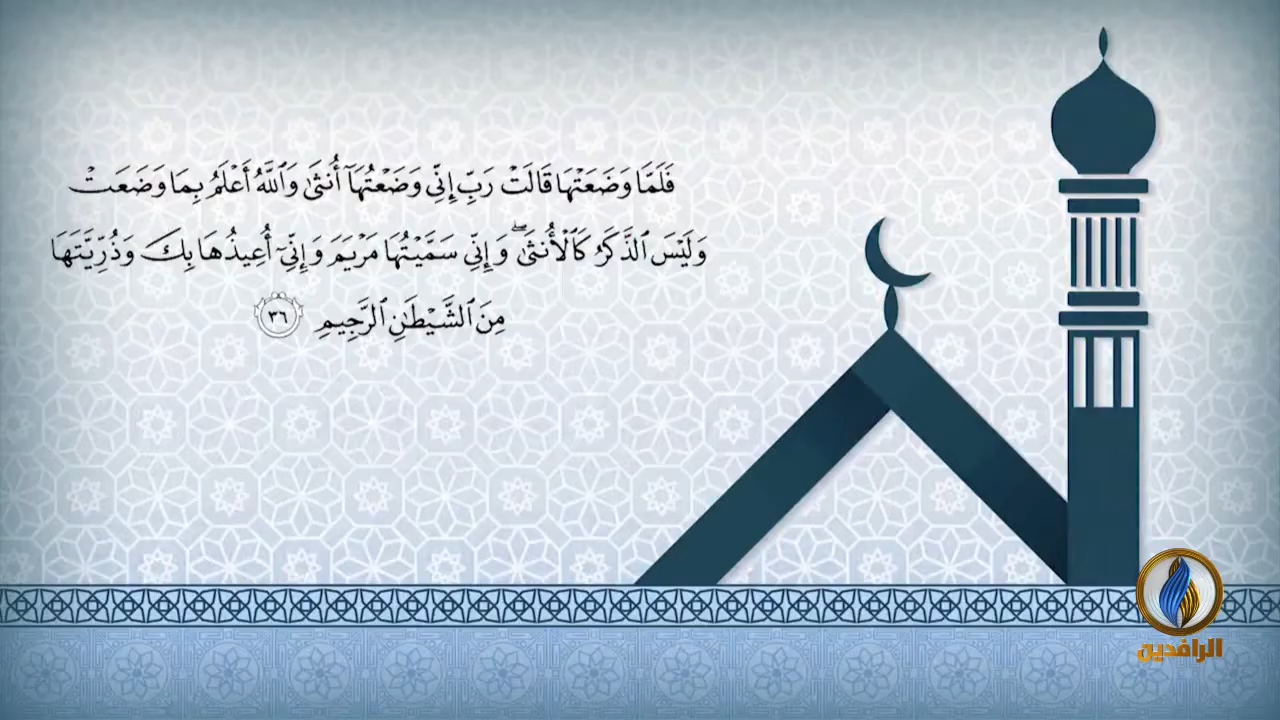 فَلَمَّا وَضَعَتْهَا قَالَتْ رَبِّ إِنِّي وَضَعْتُهَآ أُنثَىٰ وَٱللَّهُ أَعْلَمُ بِمَا وَضَعَتْ
وَلَيْسَ ٱلذَّكَرُ كَٱلْأُنثَىٰۖ وَإِنِّي سَمَّيْتُهَا مَرْيَمَ وَإِنِّيٓ أُعِيذُهَا بِكَ وَذُرِّيَّتَهَا
مِنَ ٱلشَّيْطَٰنِ ٱلرَّجِيمِ ٣٦
الرافدين